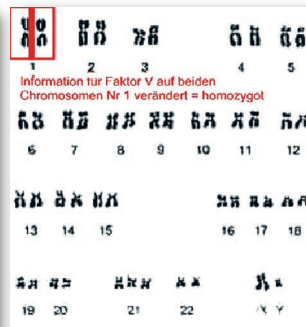 1 2 3 4 5
Information für Faktor V auf beiden
Chromosomen Nr 1 verändert = homozygot
6 7 8 9 10 11 12
13 14 15 16 17 18
19 20 21 22 X Y